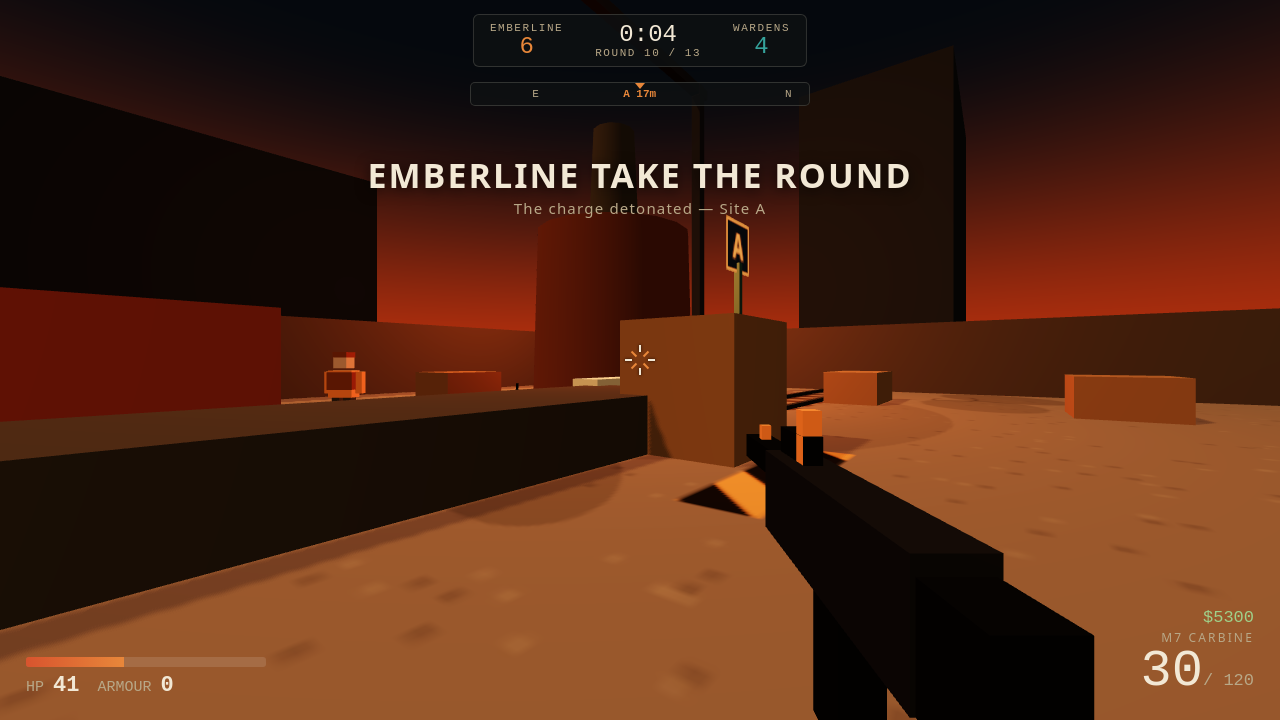 EMBERLINE
6
0:04
ROUND 10 / 13
WARDENS
4
E
A 17m
N
EMBERLINE TAKE THE ROUND
The charge detonated — Site A
A
$5300
M7 CARBINE
30 / 120
HP 41 ARMOUR 0